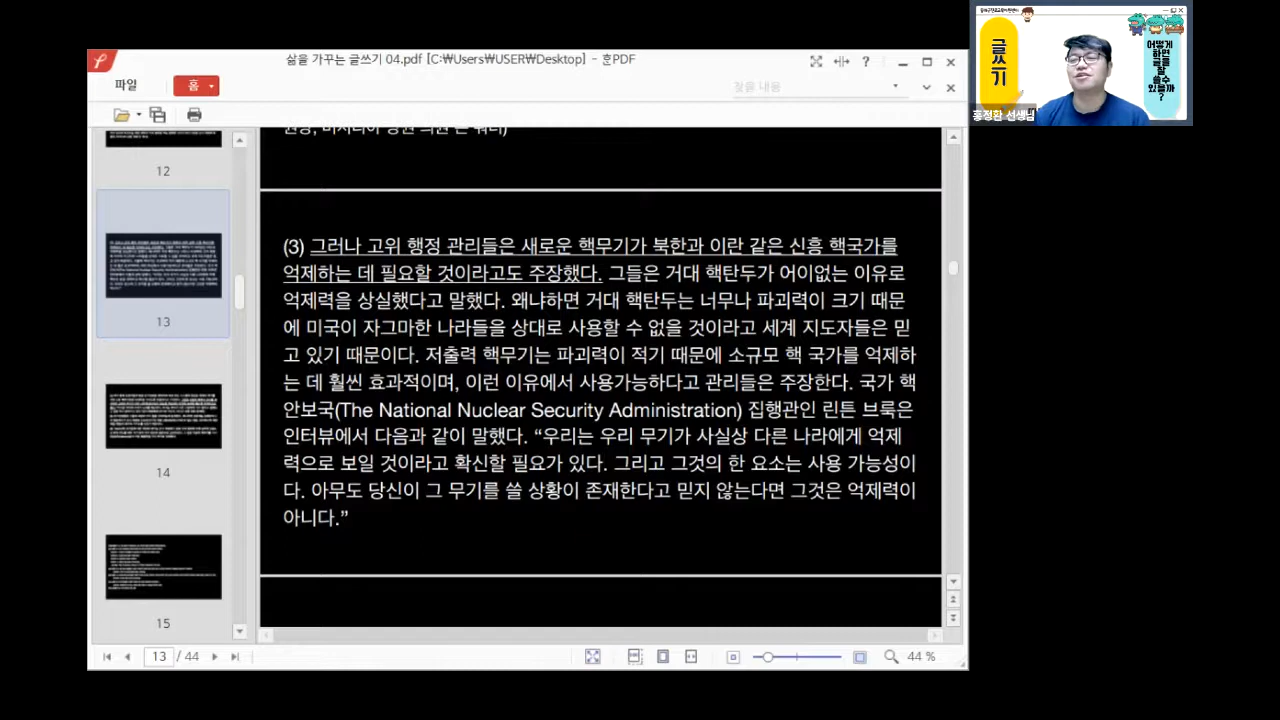 삶을 가꾸는 글쓰기 04.pdf [C:₩Users₩USER₩Desktop] - 훈PDF
파일
홈
찾을 내용
12
13
14
15
(3) 그러나 고위 행정 관리들은 새로운 핵무기가 북한과 이란 같은 신흥 핵국가를
억제하는 데 필요할 것이라고도 주장했다. 그들은 거대 핵탄두가 어이없는 이유로
억제력을 상실했다고 말했다. 왜냐하면 거대 핵탄두는 너무나 파괴력이 크기 때문
에 미국이 자그마한 나라들을 상대로 사용할 수 없을 것이라고 세계 지도자들은 믿
고 있기 때문이다. 저출력 핵무기는 파괴력이 적기 때문에 소규모 핵 국가를 억제하
는 데 훨씬 효과적이며, 이런 이유에서 사용가능하다고 관리들은 주장한다. 국가 핵
안보국(The National Nuclear Security Administration) 집행관인 린튼 브룩은
인터뷰에서 다음과 같이 말했다. “우리는 우리 무기가 사실상 다른 나라에게 억제
력으로 보일 것이라고 확신할 필요가 있다. 그리고 그것의 한 요소는 사용 가능성이
다. 아무도 당신이 그 무기를 쓸 상황이 존재한다고 믿지 않는다면 그것은 억제력이
아니다.”
13 / 44
44 %
글쓰기
어떻게
하면
글을
잘
쓸수
있을까
?
홍정환 선생님